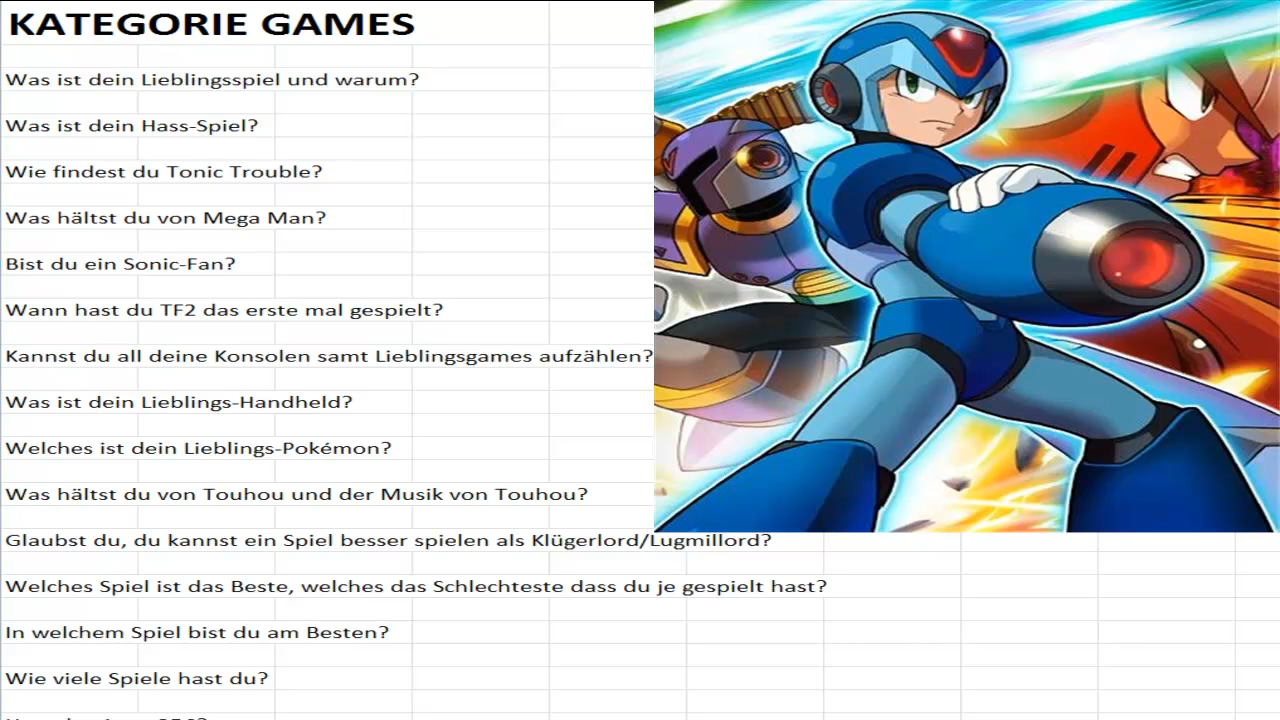 KATEGORIE GAMES
Was ist dein Lieblingsspiel und warum?
Was ist dein Hass-Spiel?
Wie findest du Tonic Trouble?
Was hältst du von Mega Man?
Bist du ein Sonic-Fan?
Wann hast du TF2 das erste mal gespielt?
Kannst du all deine Konsolen samt Lieblingsgames aufzählen?
Was ist dein Lieblings-Handheld?
Welches ist dein Lieblings-Pokémon?
Was hältst du von Touhou und der Musik von Touhou?
Glaubst du, du kannst ein Spiel besser spielen als Klügerlord/Lugmillord?
Welches Spiel ist das Beste, welches das Schlechteste dass du je gespielt hast?
In welchem Spiel bist du am Besten?
Wie viele Spiele hast du?